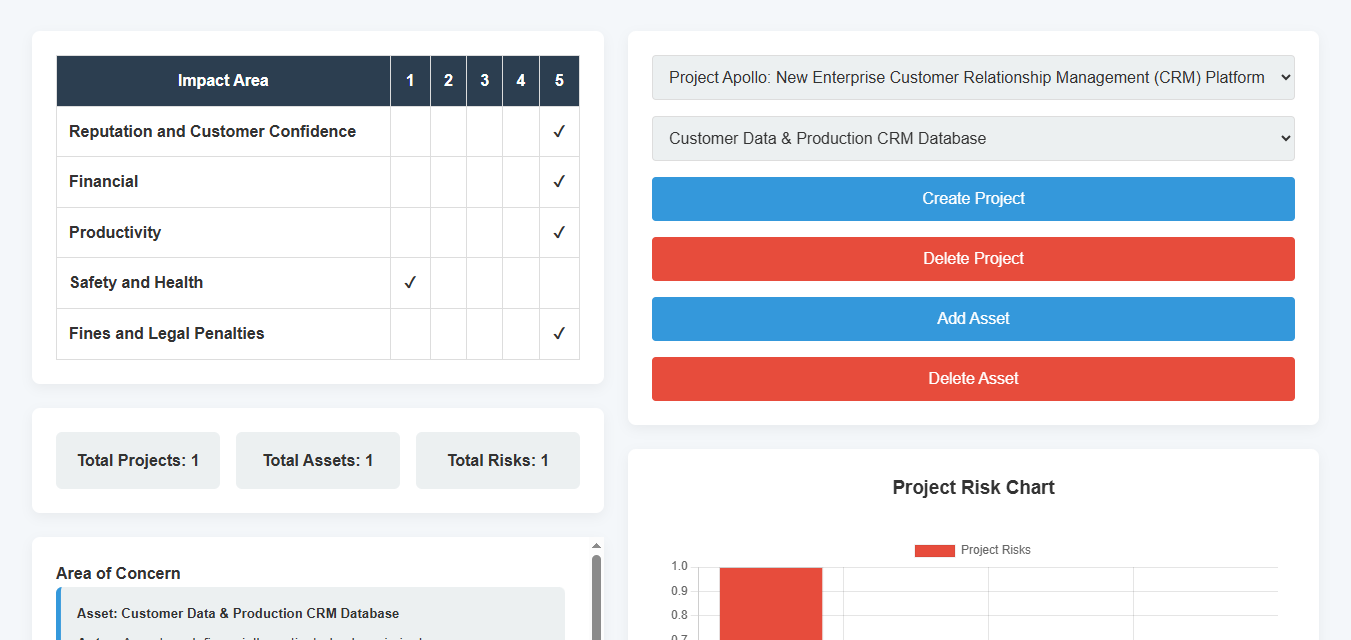 Impact Area 1 2 3 4 5
Reputation and Customer Confidence ✓
Financial ✓
Productivity ✓
Safety and Health ✓
Fines and Legal Penalties ✓
Total Projects: 1
Total Assets: 1
Total Risks: 1
Area of Concern
Asset: Customer Data & Production CRM Database
Project Apollo: New Enterprise Customer Relationship Management (CRM) Platform
Customer Data & Production CRM Database
Create Project
Delete Project
Add Asset
Delete Asset
Project Risk Chart
Project Risks
1.0
0.9
0.8
0.7